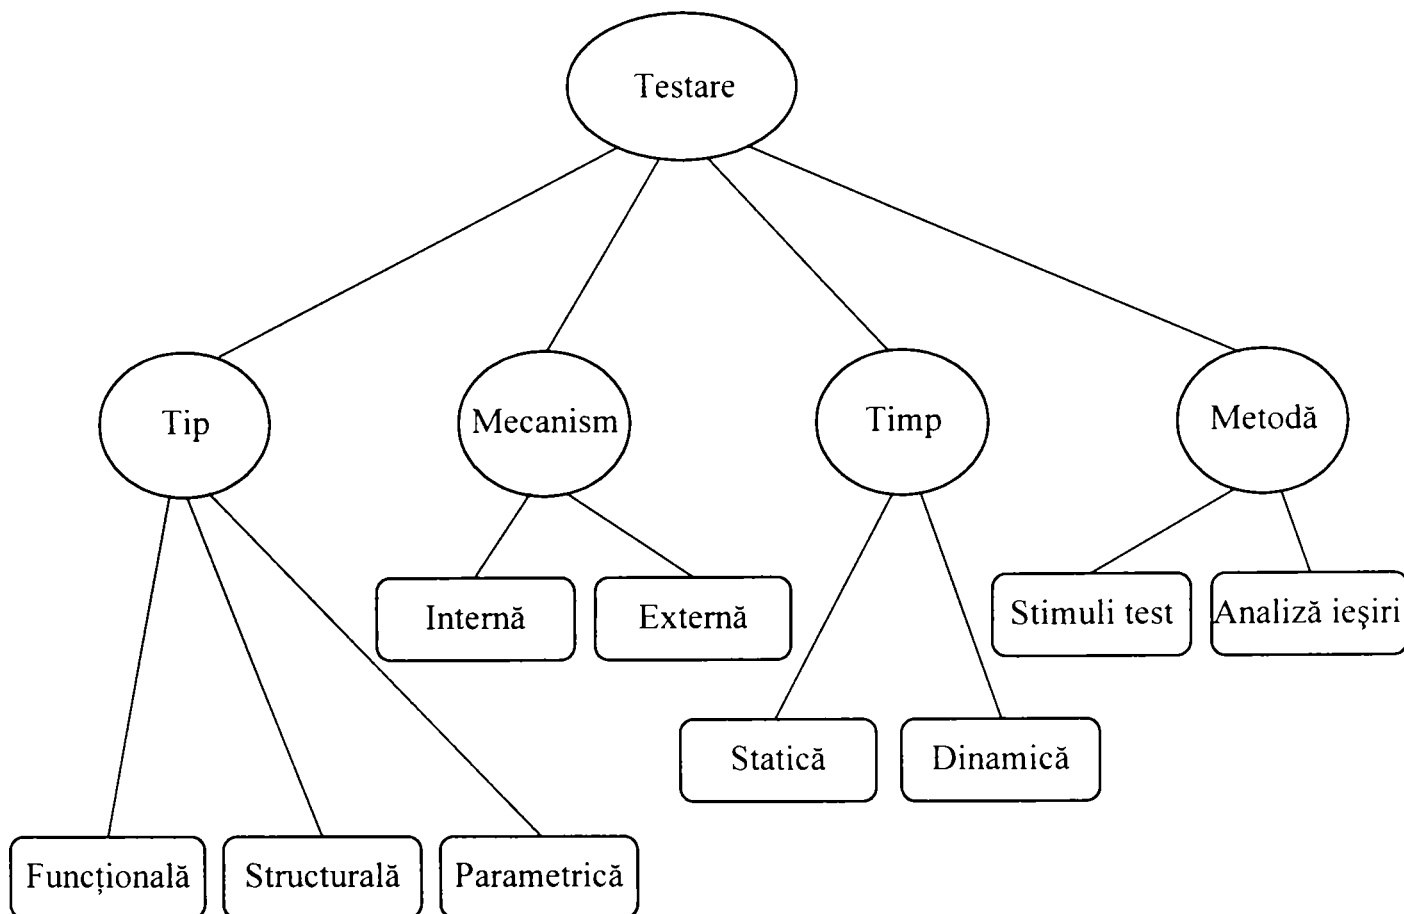 Testare
Tip
Mecanism
Timp
Metodă
Internă
Externă
Stimuli test
Analiză ieşiri
Statică
Dinamică
Funcţională
Structurală
Parametrică